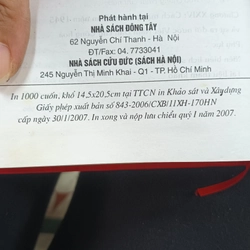 Phát hành tại
NHÀ SÁCH ĐÔNG TÂY
62 Nguyễn Chí Thanh - Hà Nội
ĐT/Fax: 04.7733041
NHÀ SÁCH CỨU ĐỨC (SÁCH HÀ NỘI)
245 Nguyễn Thị Minh Khai - Q1 - TP. Hồ Chí Minh
In 1000 cuốn, khổ 14,5x20,5cm tại TTCN in Khảo sát và Xây dựng
Giấy phép xuất bản số 843-2006/CXB/11XH-170HN
cấp ngày 30/1/2007. In xong và nộp lưu chiểu quý 1 năm 2007.